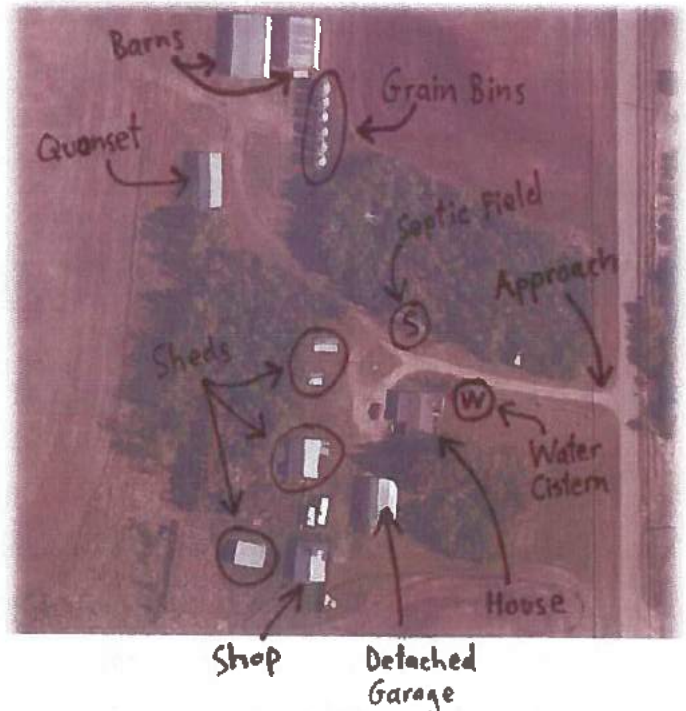 Barns
Grain Bins
Quonset
Septic Field
Approach
S
Sheds
W
Water
Cistern
House
Shop
Detached
Garage